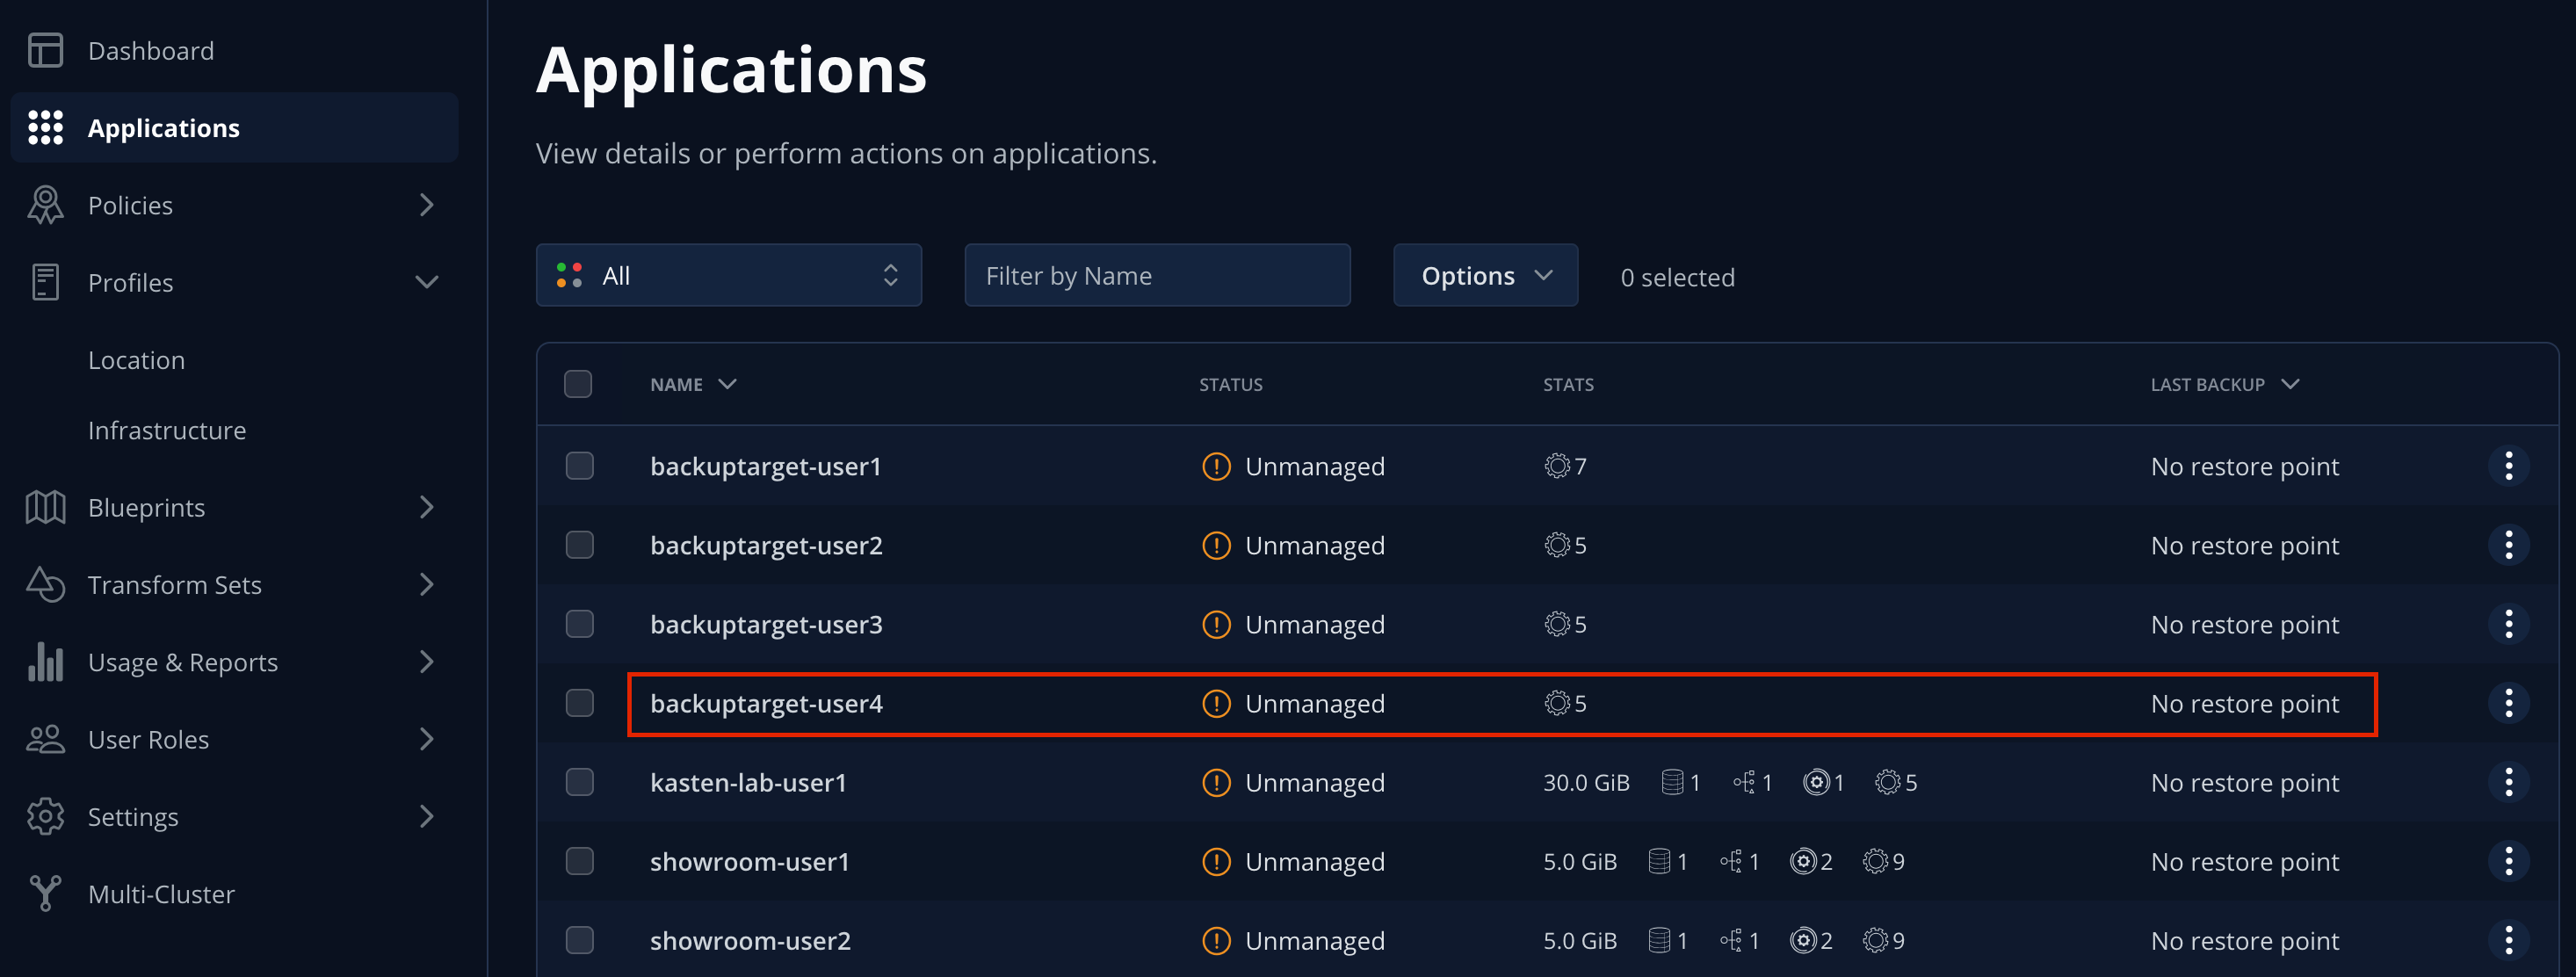 Dashboard
Applications
Policies
Profiles
Location
Infrastructure
Blueprints
Transform Sets
Usage & Reports
User Roles
Settings
Multi-Cluster
Applications
View details or perform actions on applications.
All
Filter by Name
Options
0 selected
NAME STATUS STATS LAST BACKUP
backuptarget-user1 Unmanaged 7 No restore point
backuptarget-user2 Unmanaged 5 No restore point
backuptarget-user3 Unmanaged 5 No restore point
backuptarget-user4 Unmanaged 5 No restore point
kasten-lab-user1 Unmanaged 30.0 GiB 1 1 1 5 No restore point
showroom-user1 Unmanaged 5.0 GiB 1 1 2 9 No restore point
showroom-user2 Unmanaged 5.0 GiB 1 1 2 9 No restore point